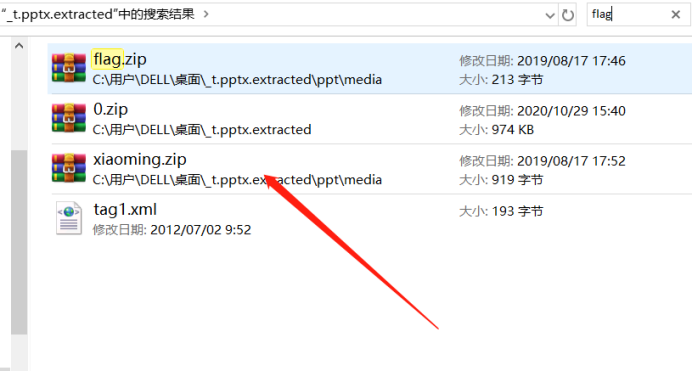 "_t.pptx.extracted"中的搜索结果
flag
flag.zip
修改日期: 2019/08/17 17:46
C:\用户\DELL\桌面\_t.pptx.extracted\ppt\media
大小: 213 字节
0.zip
修改日期: 2020/10/29 15:40
C:\用户\DELL\桌面\_t.pptx.extracted
大小: 974 KB
xiaoming.zip
修改日期: 2019/08/17 17:52
C:\用户\DELL\桌面\_t.pptx.extracted\ppt\media
大小: 919 字节
tag1.xml
大小: 193 字节
修改日期: 2012/07/02 9:52